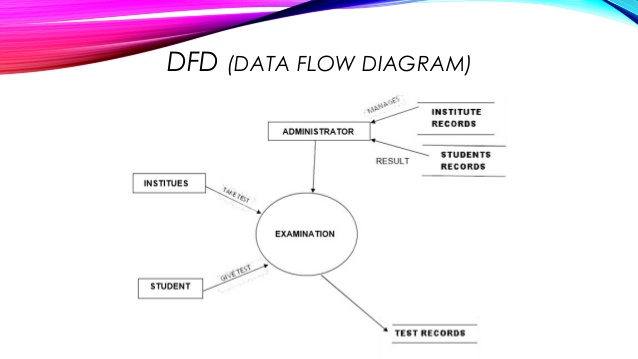 DFD (DATA FLOW DIAGRAM)
MANAGES
INSTITUTE
RECORDS
ADMINISTRATOR
RESULT
STUDENTS
RECORDS
INSTITUES
TAKE TEST
EXAMINATION
GIVE TEST
STUDENT
TEST RECORDS